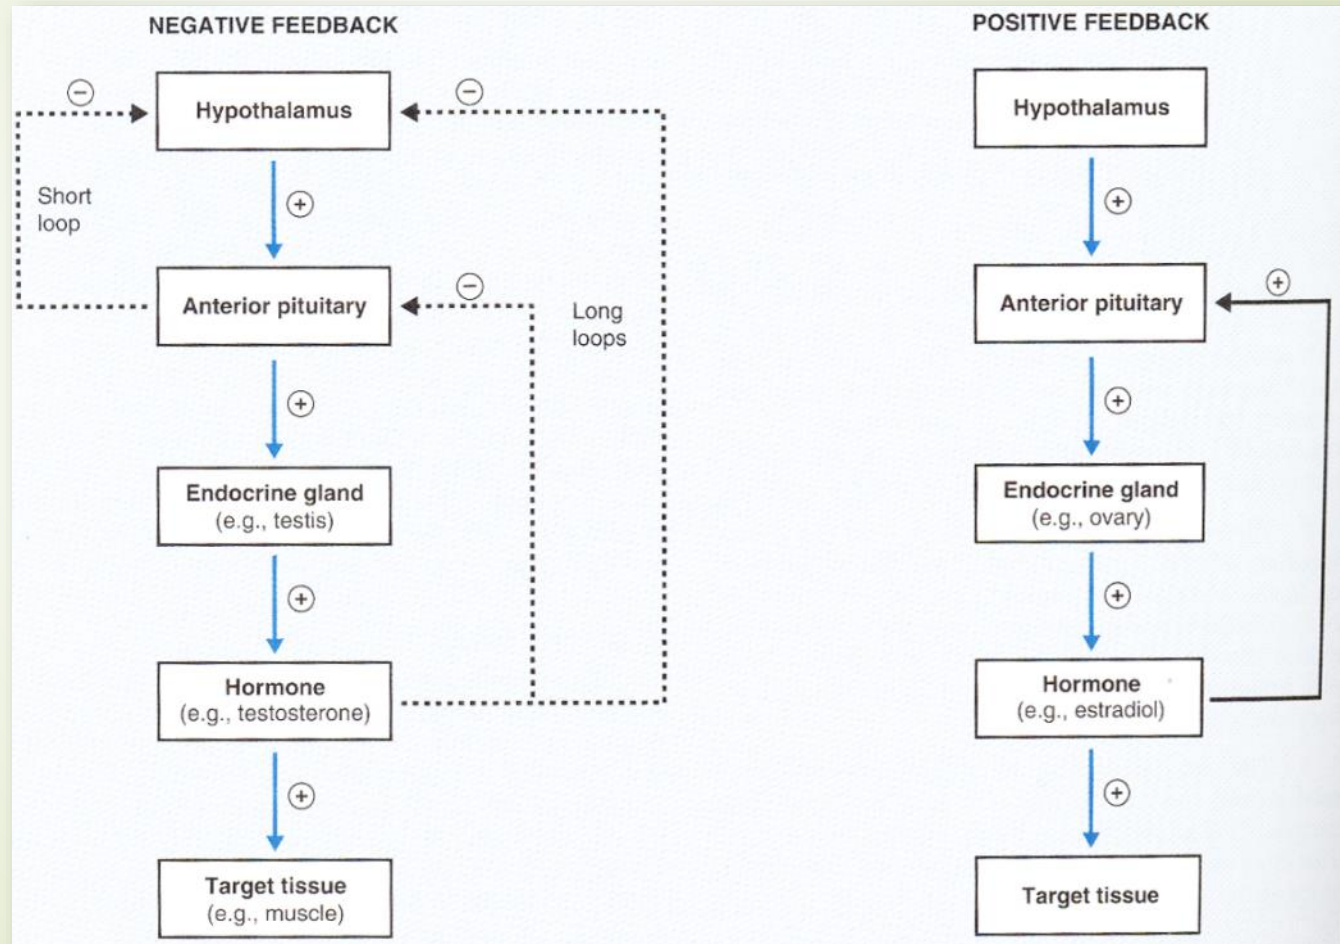 NEGATIVE FEEDBACK
−
−
Hypothalamus
Short
loop
+
−
Anterior pituitary
Long
loops
+
Endocrine gland
(e.g., testis)
+
Hormone
(e.g., testosterone)
+
Target tissue
(e.g., muscle)
POSITIVE FEEDBACK
Hypothalamus
+
+
Anterior pituitary
+
Endocrine gland
(e.g., ovary)
+
Hormone
(e.g., estradiol)
+
Target tissue